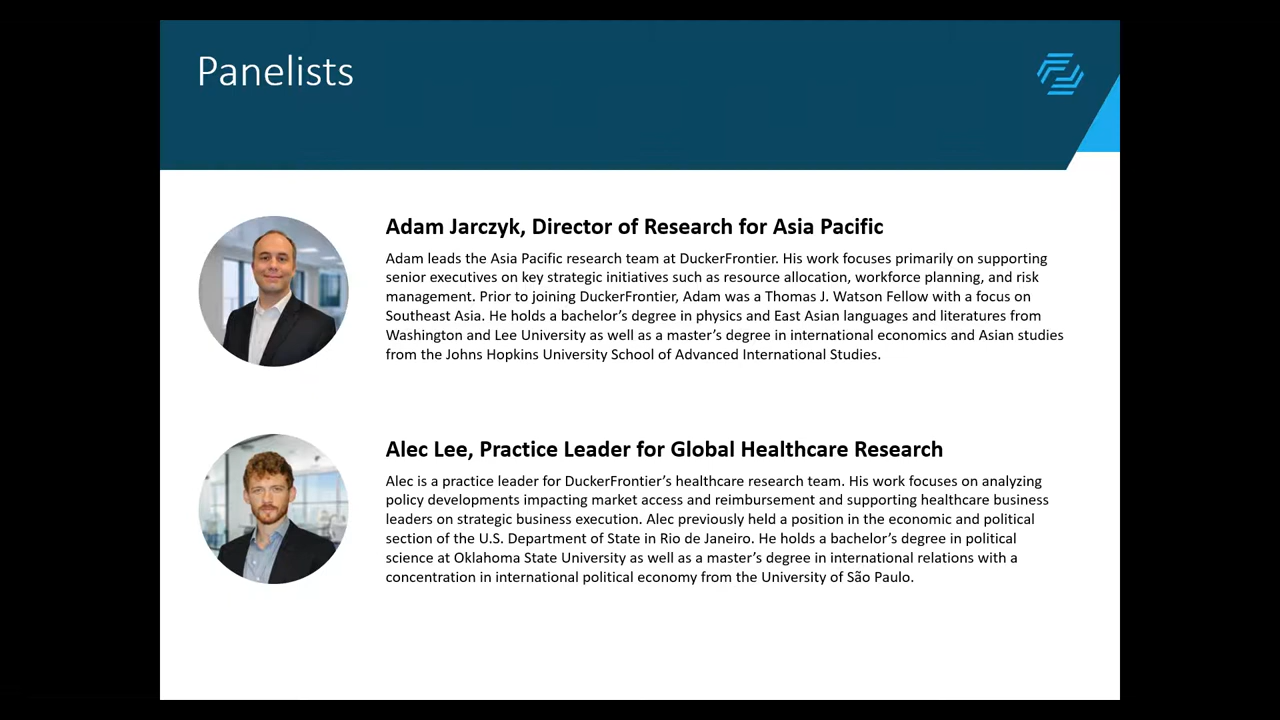 Panelists
Adam Jarczyk, Director of Research for Asia Pacific
Adam leads the Asia Pacific research team at DuckerFrontier. His work focuses primarily on supporting
senior executives on key strategic initiatives such as resource allocation, workforce planning, and risk
management. Prior to joining DuckerFrontier, Adam was a Thomas J. Watson Fellow with a focus on
Southeast Asia. He holds a bachelor’s degree in physics and East Asian languages and literatures from
Washington and Lee University as well as a master’s degree in international economics and Asian studies
from the Johns Hopkins University School of Advanced International Studies.
Alec Lee, Practice Leader for Global Healthcare Research
Alec is a practice leader for DuckerFrontier’s healthcare research team. His work focuses on analyzing
policy developments impacting market access and reimbursement and supporting healthcare business
leaders on strategic business execution. Alec previously held a position in the economic and political
section of the U.S. Department of State in Rio de Janeiro. He holds a bachelor’s degree in political
science at Oklahoma State University as well as a master’s degree in international relations with a
concentration in international political economy from the University of São Paulo.